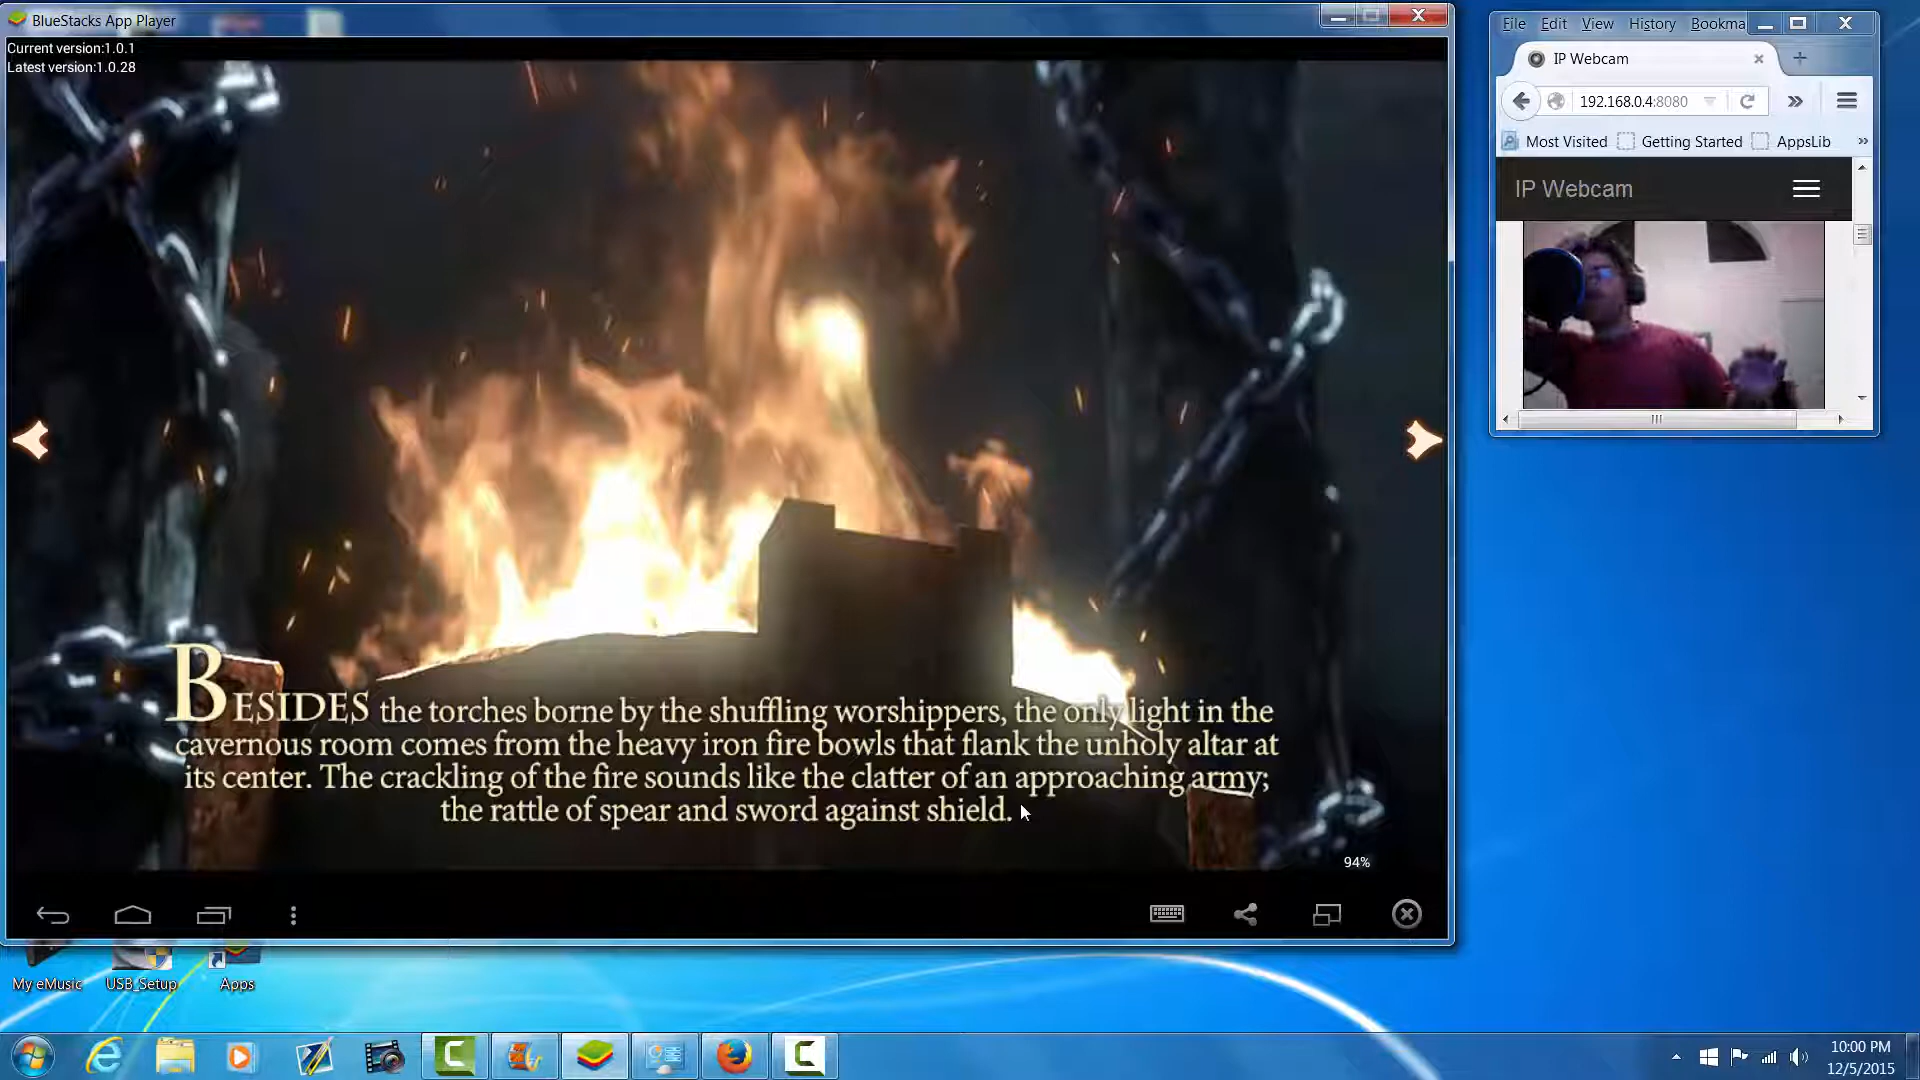 BlueStacks App Player
Current version:1.0.1
Latest version:1.0.28
BESIDES the torches borne by the shuffling worshippers, the only light in the
cavernous room comes from the heavy iron fire bowls that flank the unholy altar at
its center. The crackling of the fire sounds like the clatter of an approaching army;
the rattle of spear and sword against shield.
94%
File Edit View History Bookma
IP Webcam
192.168.0.4:8080
Most Visited Getting Started AppsLib
IP Webcam
My eMusic USB_Setup Apps
10:00 PM
12/5/2015